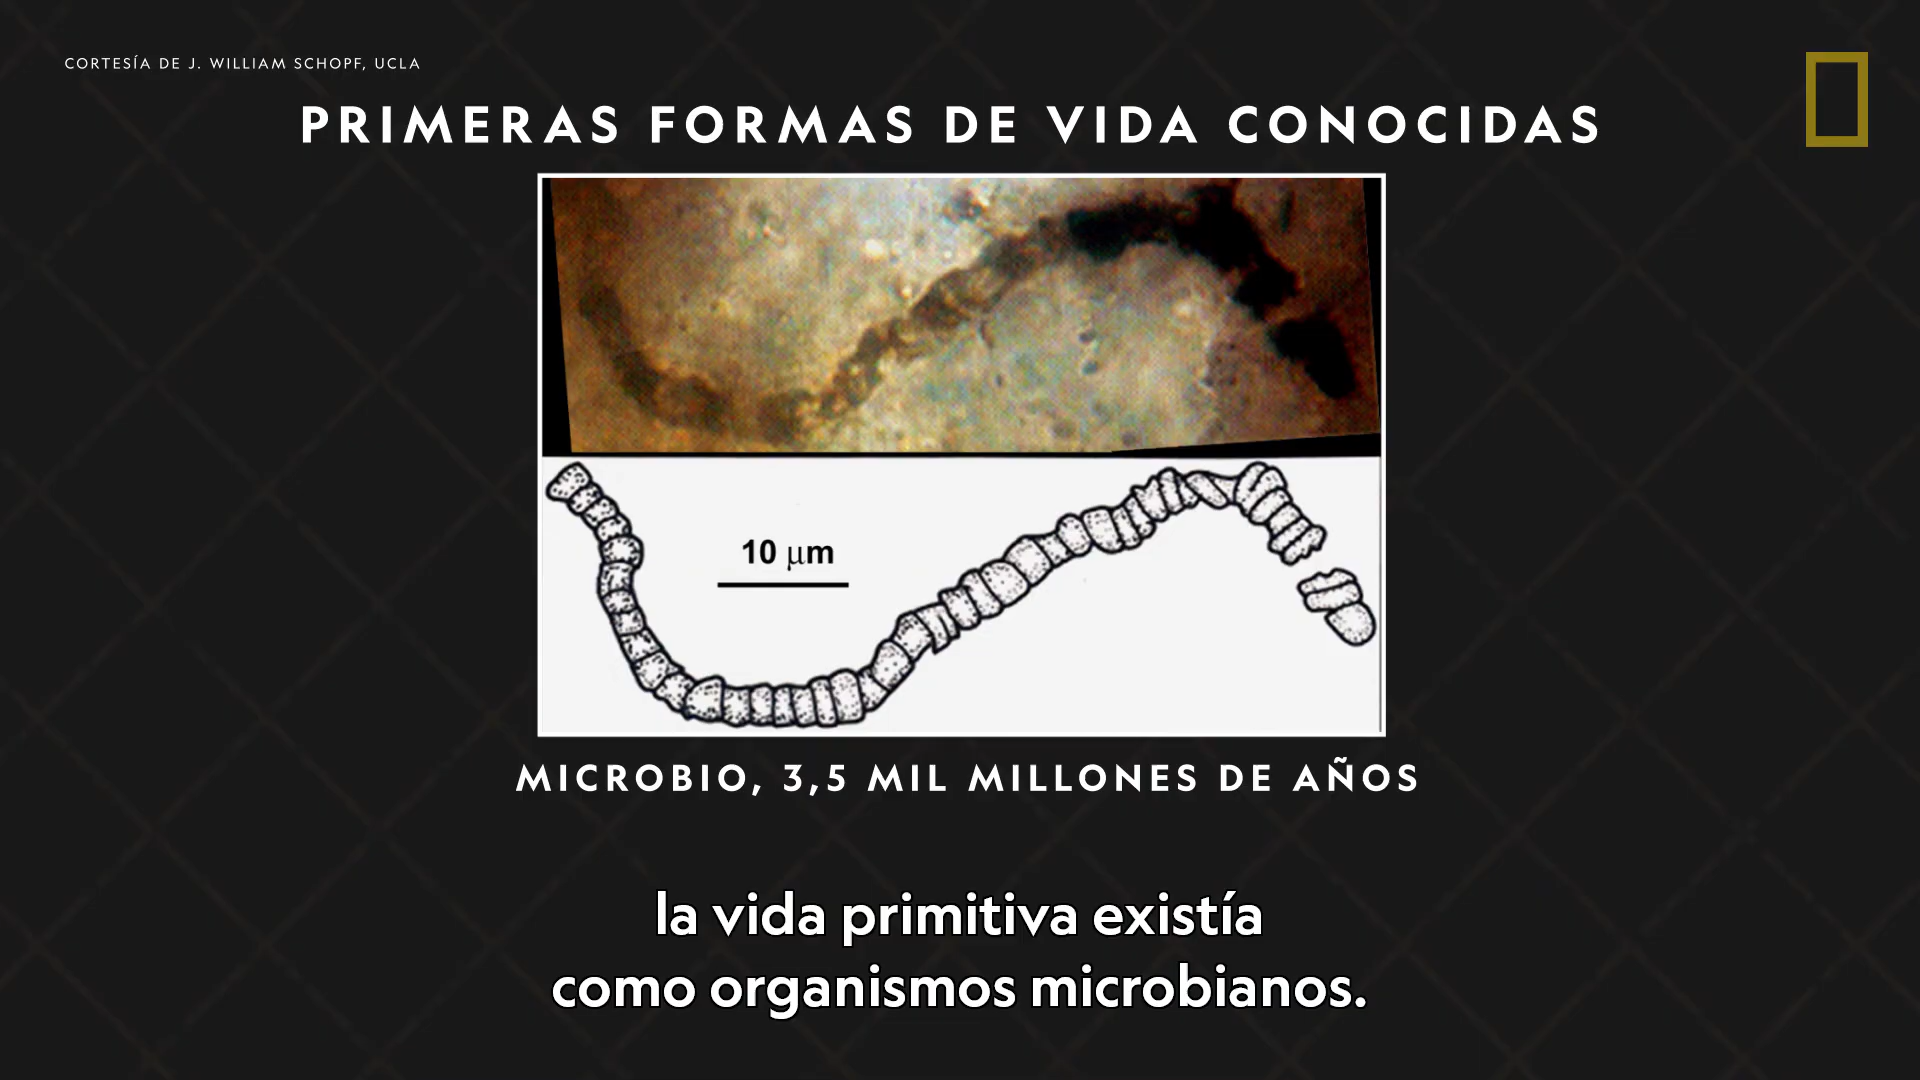 CORTESÍA DE J. WILLIAM SCHOPF, UCLA
PRIMERAS FORMAS DE VIDA CONOCIDAS
10 μm
MICROBIO, 3,5 MIL MILLONES DE AÑOS
la vida primitiva existía
como organismos microbianos.